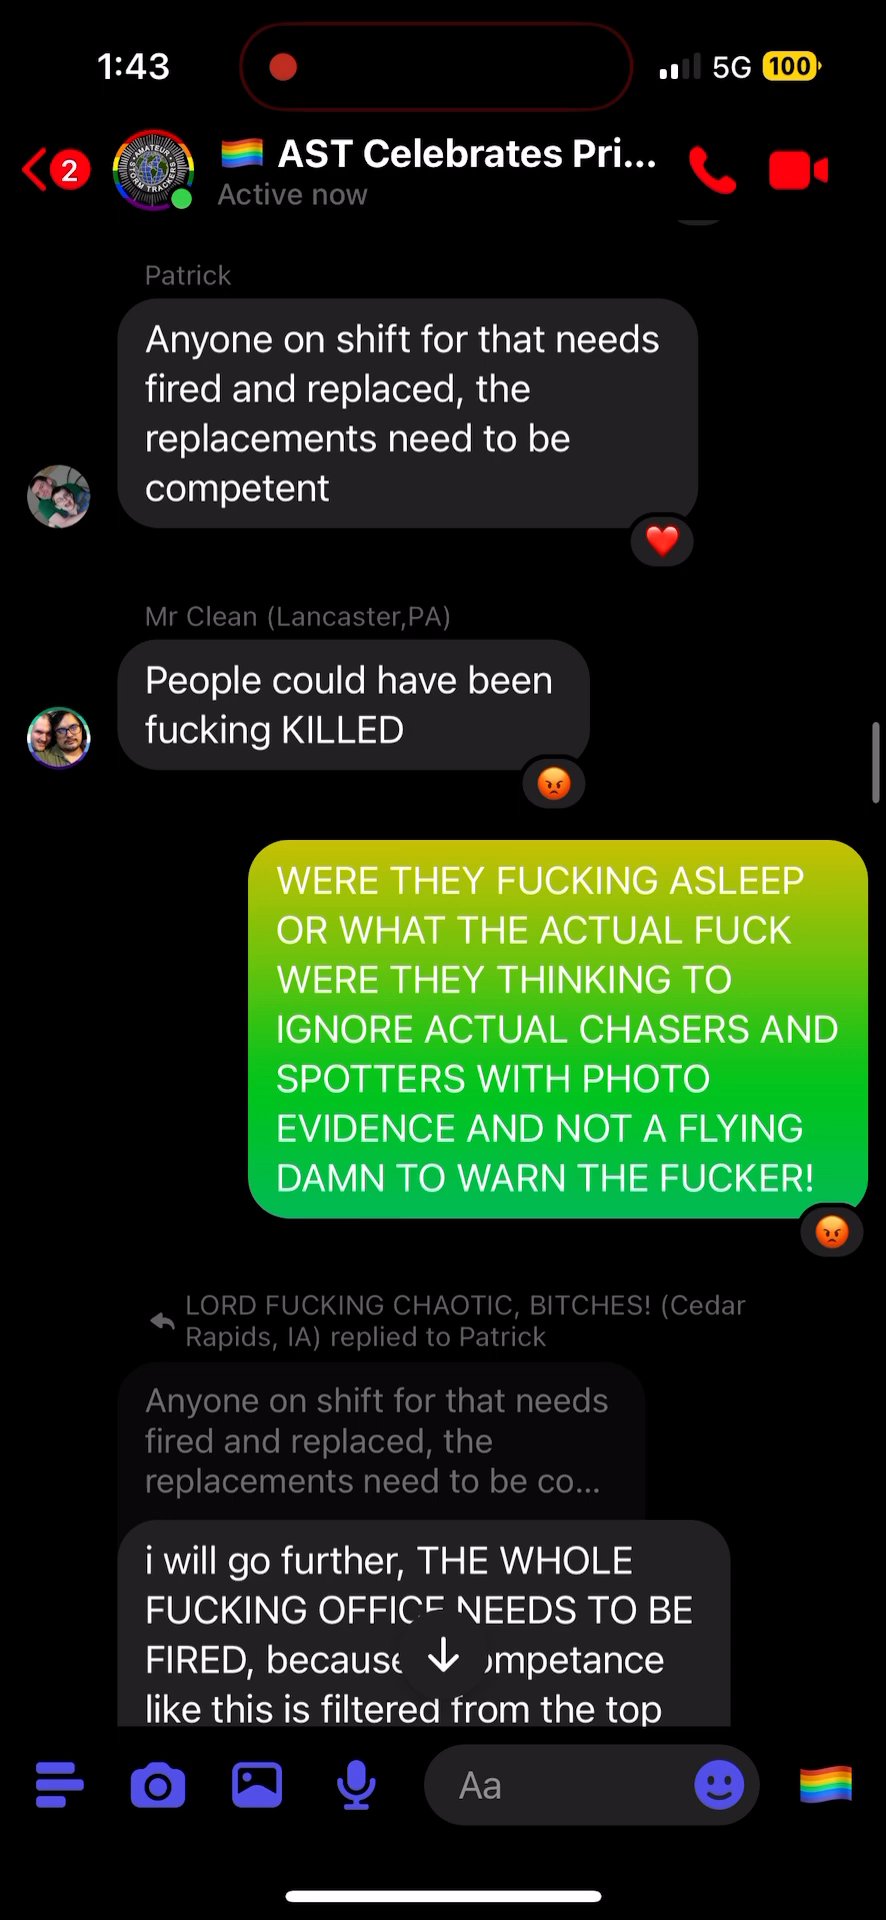 1:43
5G
100
2
AST Celebrates Pri...
Active now
AMATEUR
STORM TRACKERS
Patrick
Anyone on shift for that needs
fired and replaced, the
replacements need to be
competent
Mr Clean (Lancaster,PA)
People could have been
fucking KILLED
WERE THEY FUCKING ASLEEP
OR WHAT THE ACTUAL FUCK
WERE THEY THINKING TO
IGNORE ACTUAL CHASERS AND
SPOTTERS WITH PHOTO
EVIDENCE AND NOT A FLYING
DAMN TO WARN THE FUCKER!
LORD FUCKING CHAOTIC, BITCHES! (Cedar
Rapids, IA) replied to Patrick
Anyone on shift for that needs
fired and replaced, the
replacements need to be co...
i will go further, THE WHOLE
FUCKING OFFICE NEEDS TO BE
FIRED, because ompetance
like this is filtered from the top
Aa